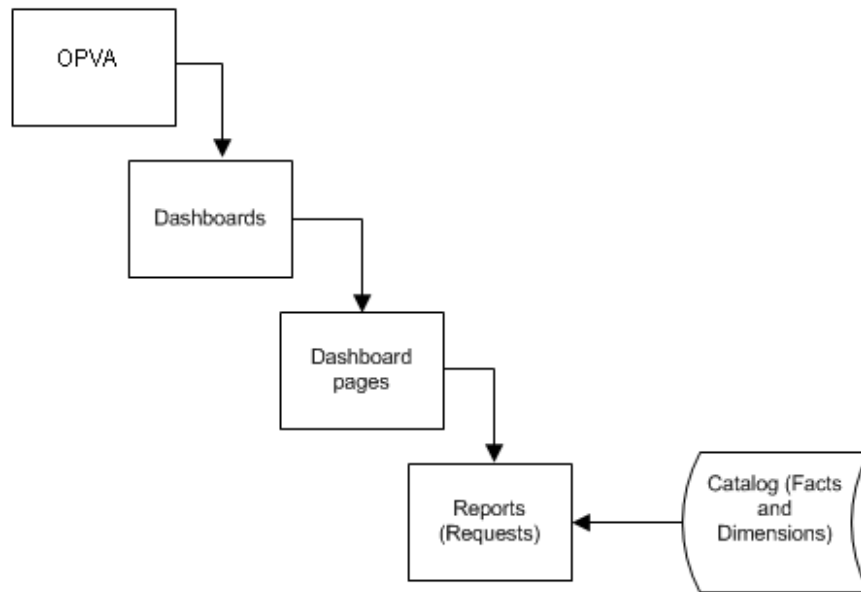 OPVA
Dashboards
Dashboard
pages
Reports
(Requests)
Catalog (Facts
and
Dimensions)